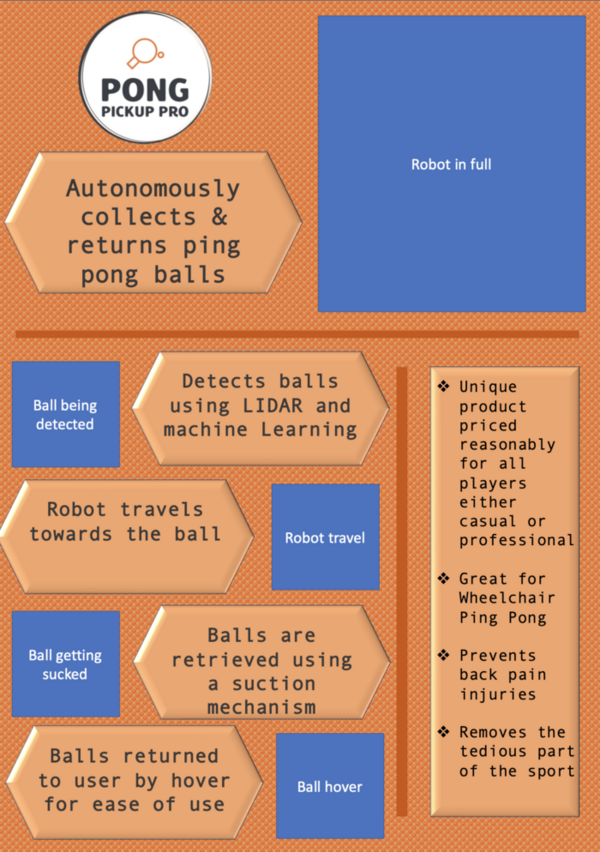 PONG
PICKUP PRO
Robot in full
Autonomously
collects &
returns ping
pong balls
Ball being
detected
Detects balls
using LIDAR and
machine Learning
Robot travels
towards the ball
Robot travel
Ball getting
sucked
Balls are
retrieved using
a suction
mechanism
Balls returned
to user by hover
for ease of use
Ball hover
❖ Unique
product
priced
reasonably
for all
players
either
casual or
professional
❖ Great for
Wheelchair
Ping Pong
❖ Prevents
back pain
injuries
❖ Removes the
tedious part
of the sport